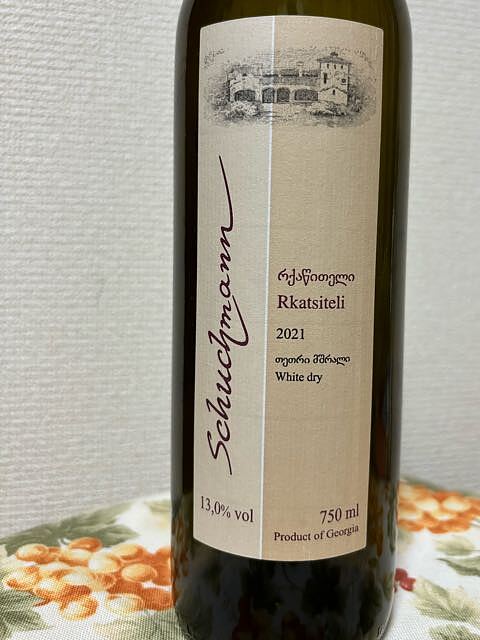 Schuchmann
რქაწითელი
Rkatsiteli
2021
თეთრი მშრალი
White dry
13,0% vol
750 ml
Product of Georgia